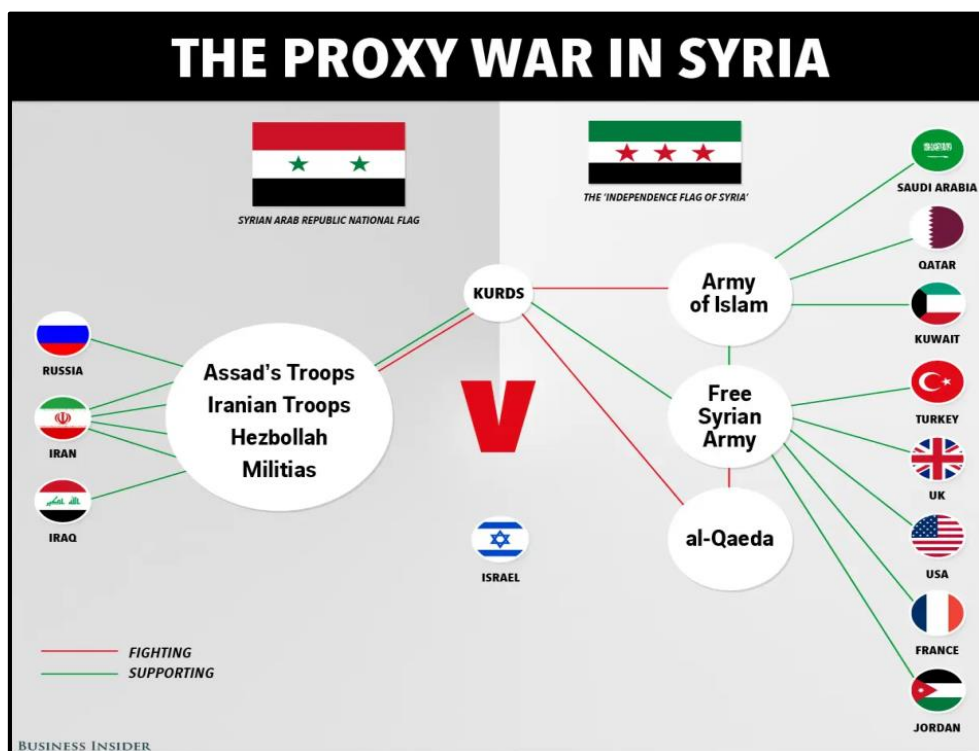 THE PROXY WAR IN SYRIA
SYRIAN ARAB REPUBLIC NATIONAL FLAG
THE 'INDEPENDENCE FLAG OF SYRIA'
SAUDI ARABIA
QATAR
KUWAIT
TURKEY
UK
USA
FRANCE
JORDAN
KURDS
Army
of Islam
Free
Syrian
Army
al-Qaeda
RUSSIA
IRAN
IRAQ
Assad's Troops
Iranian Troops
Hezbollah
Militias
V
ISRAEL
FIGHTING
SUPPORTING
BUSINESS INSIDER